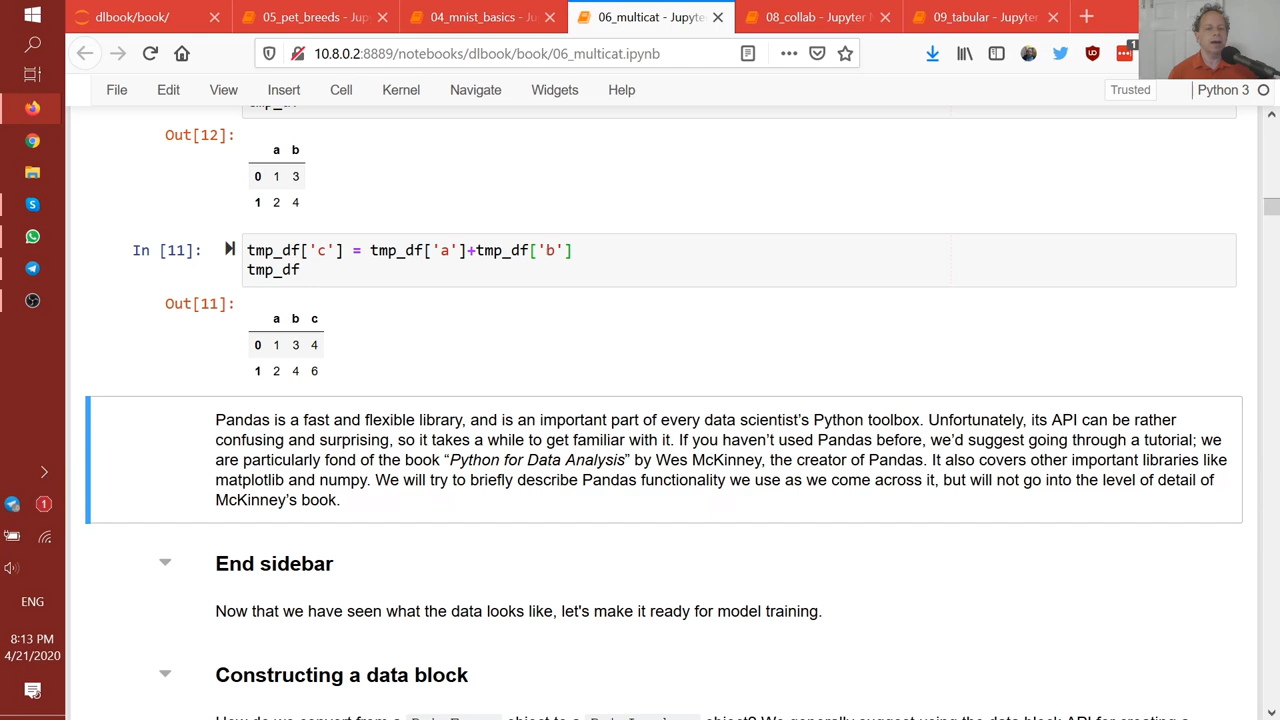 dlbook/book/
05_pet_breeds - Jup
04_mnist_basics - Jup
06_multicat - Jupyte
08_collab - Jupyter N
09_tabular - Jupyter
10.8.0.2:8889/notebooks/dlbook/book/06_multicat.ipynb
1
File Edit View Insert Cell Kernel Navigate Widgets Help
Trusted Python 3
Out[12]:
a b
0 1 3
1 2 4
In [11]:
tmp_df['c'] = tmp_df['a']+tmp_df['b']
tmp_df
Out[11]:
a b c
0 1 3 4
1 2 4 6
Pandas is a fast and flexible library, and is an important part of every data scientist's Python toolbox. Unfortunately, its API can be rather
confusing and surprising, so it takes a while to get familiar with it. If you haven't used Pandas before, we'd suggest going through a tutorial; we
are particularly fond of the book “Python for Data Analysis” by Wes McKinney, the creator of Pandas. It also covers other important libraries like
matplotlib and numpy. We will try to briefly describe Pandas functionality we use as we come across it, but will not go into the level of detail of
McKinney's book.
End sidebar
Now that we have seen what the data looks like, let's make it ready for model training.
Constructing a data block
1
ENG
8:13 PM
4/21/2020